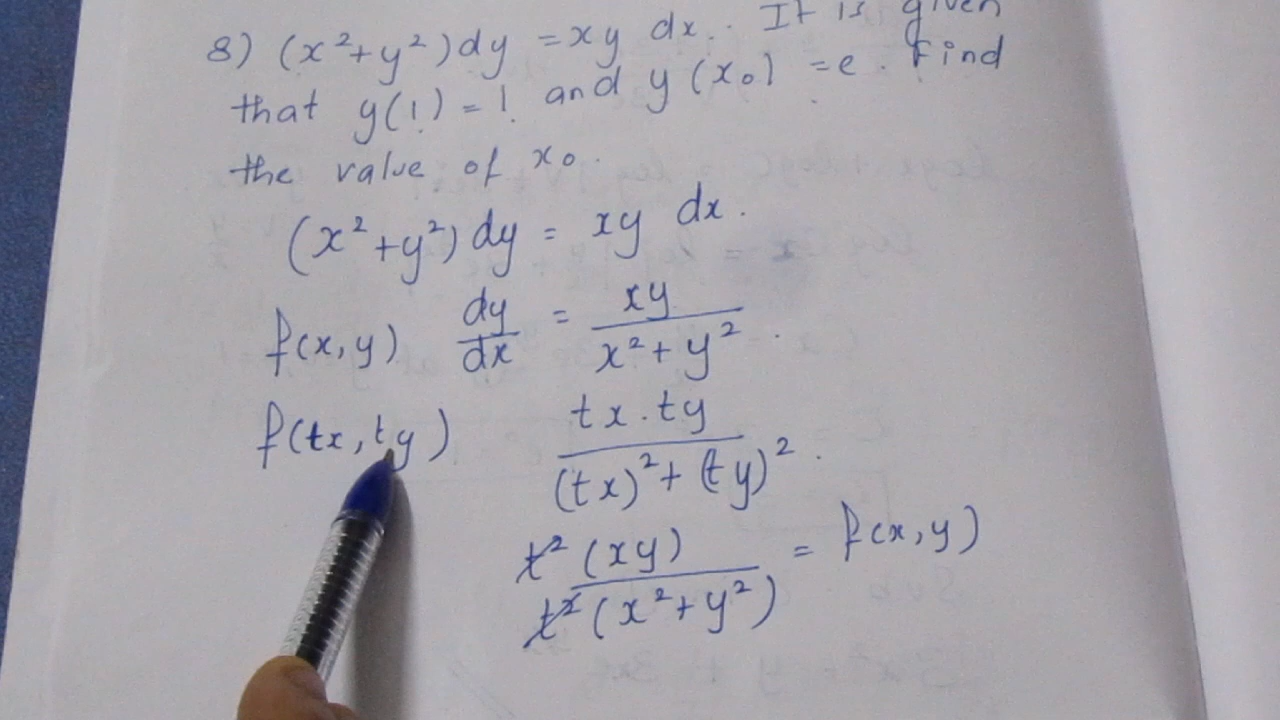 8) (x²+y²)dy = xy dx. It is given
that y(1) = 1 and y(x₀) = e. Find
the value of x₀.
(x²+y²) dy = xy dx.
f(x,y) dy/dx = xy/(x²+y²).
f(tx,ty) tx.ty/((tx)²+(ty)²).
t²(xy)/t²(x²+y²) = f(x,y)